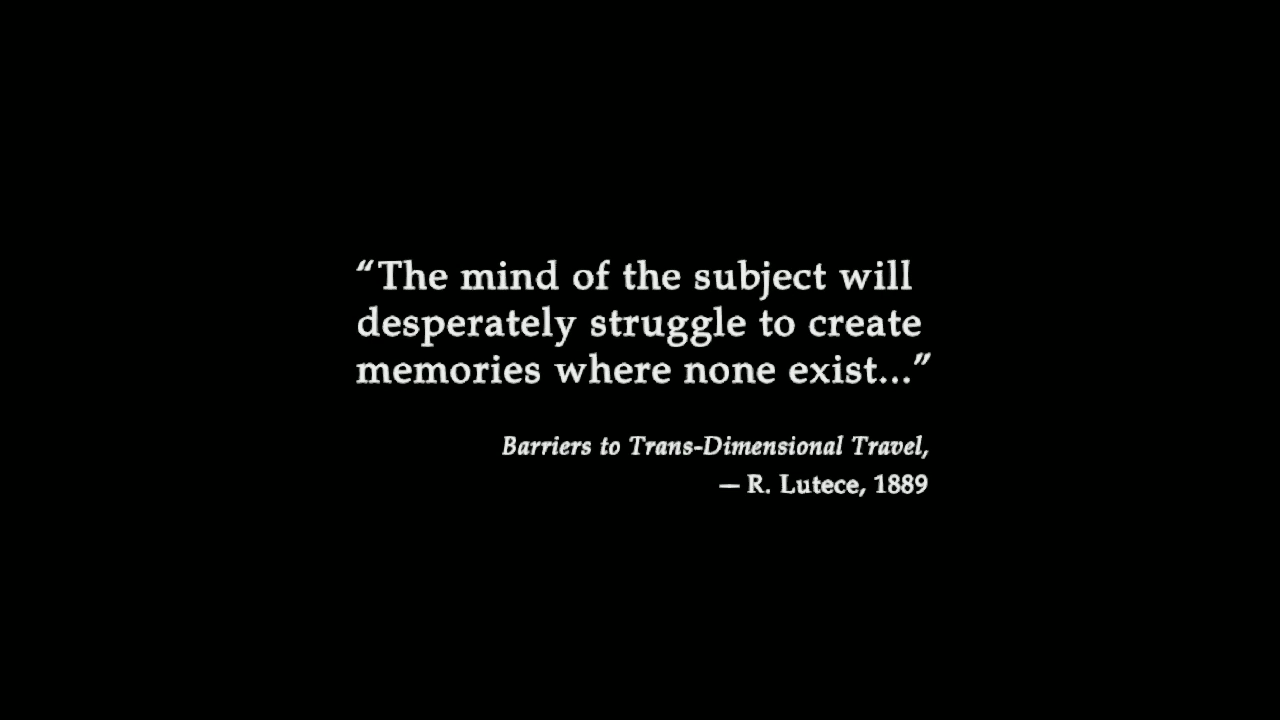 “The mind of the subject will
desperately struggle to create
memories where none exist...”
Barriers to Trans-Dimensional Travel,
— R. Lutece, 1889